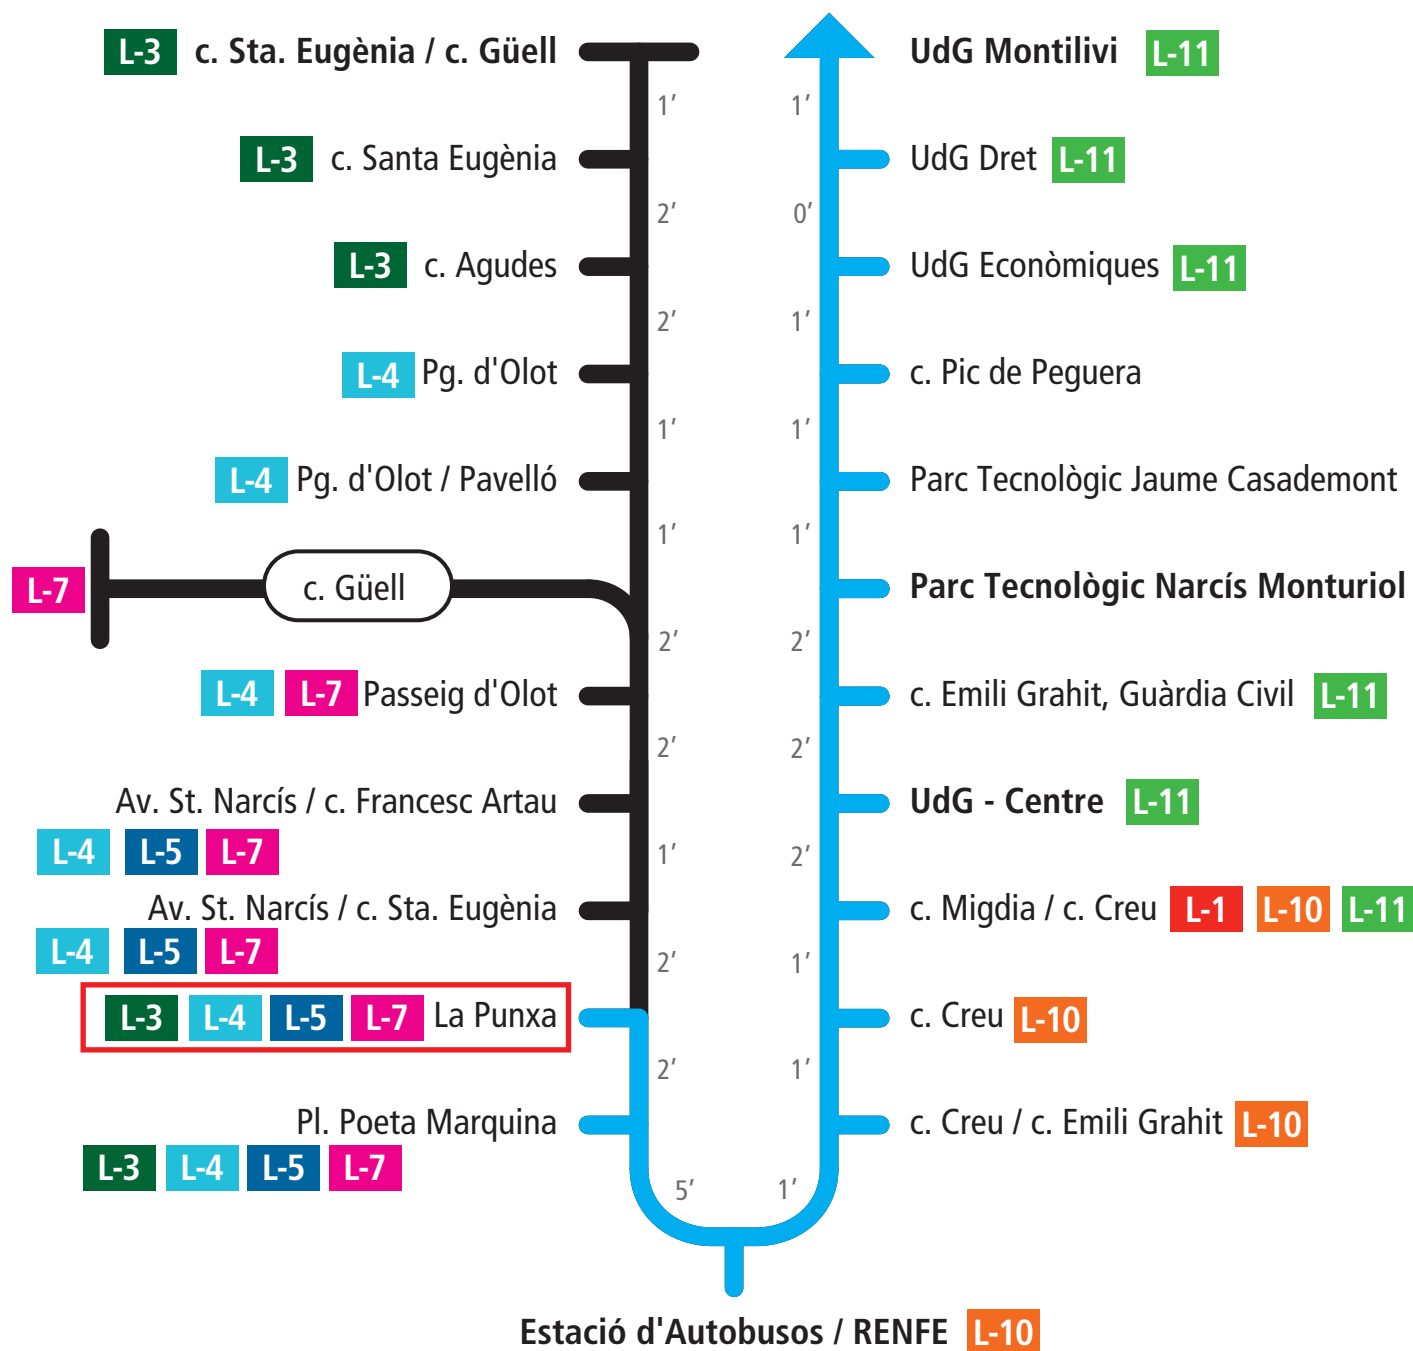 L-3 c. Sta. Eugènia / c. Güell
1’
L-3 c. Santa Eugènia
2’
L-3 c. Agudes
2’
L-4 Pg. d'Olot
1’
L-4 Pg. d'Olot / Pavelló
1’
L-7 c. Güell
2’
L-4 L-7 Passeig d'Olot
2’
Av. St. Narcís / c. Francesc Artau
L-4 L-5 L-7
1’
Av. St. Narcís / c. Sta. Eugènia
L-4 L-5 L-7
2’
L-3 L-4 L-5 L-7 La Punxa
2’
Pl. Poeta Marquina
L-3 L-4 L-5 L-7
5’
Estació d'Autobusos / RENFE L-10
1’
c. Creu / c. Emili Grahit L-10
1’
c. Creu L-10
1’
c. Migdia / c. Creu L-1 L-10 L-11
2’
UdG - Centre L-11
2’
c. Emili Grahit, Guàrdia Civil L-11
2’
Parc Tecnològic Narcís Monturiol
1’
Parc Tecnològic Jaume Casademont
1’
c. Pic de Peguera
1’
UdG Econòmiques L-11
0’
UdG Dret L-11
1’
UdG Montilivi L-11